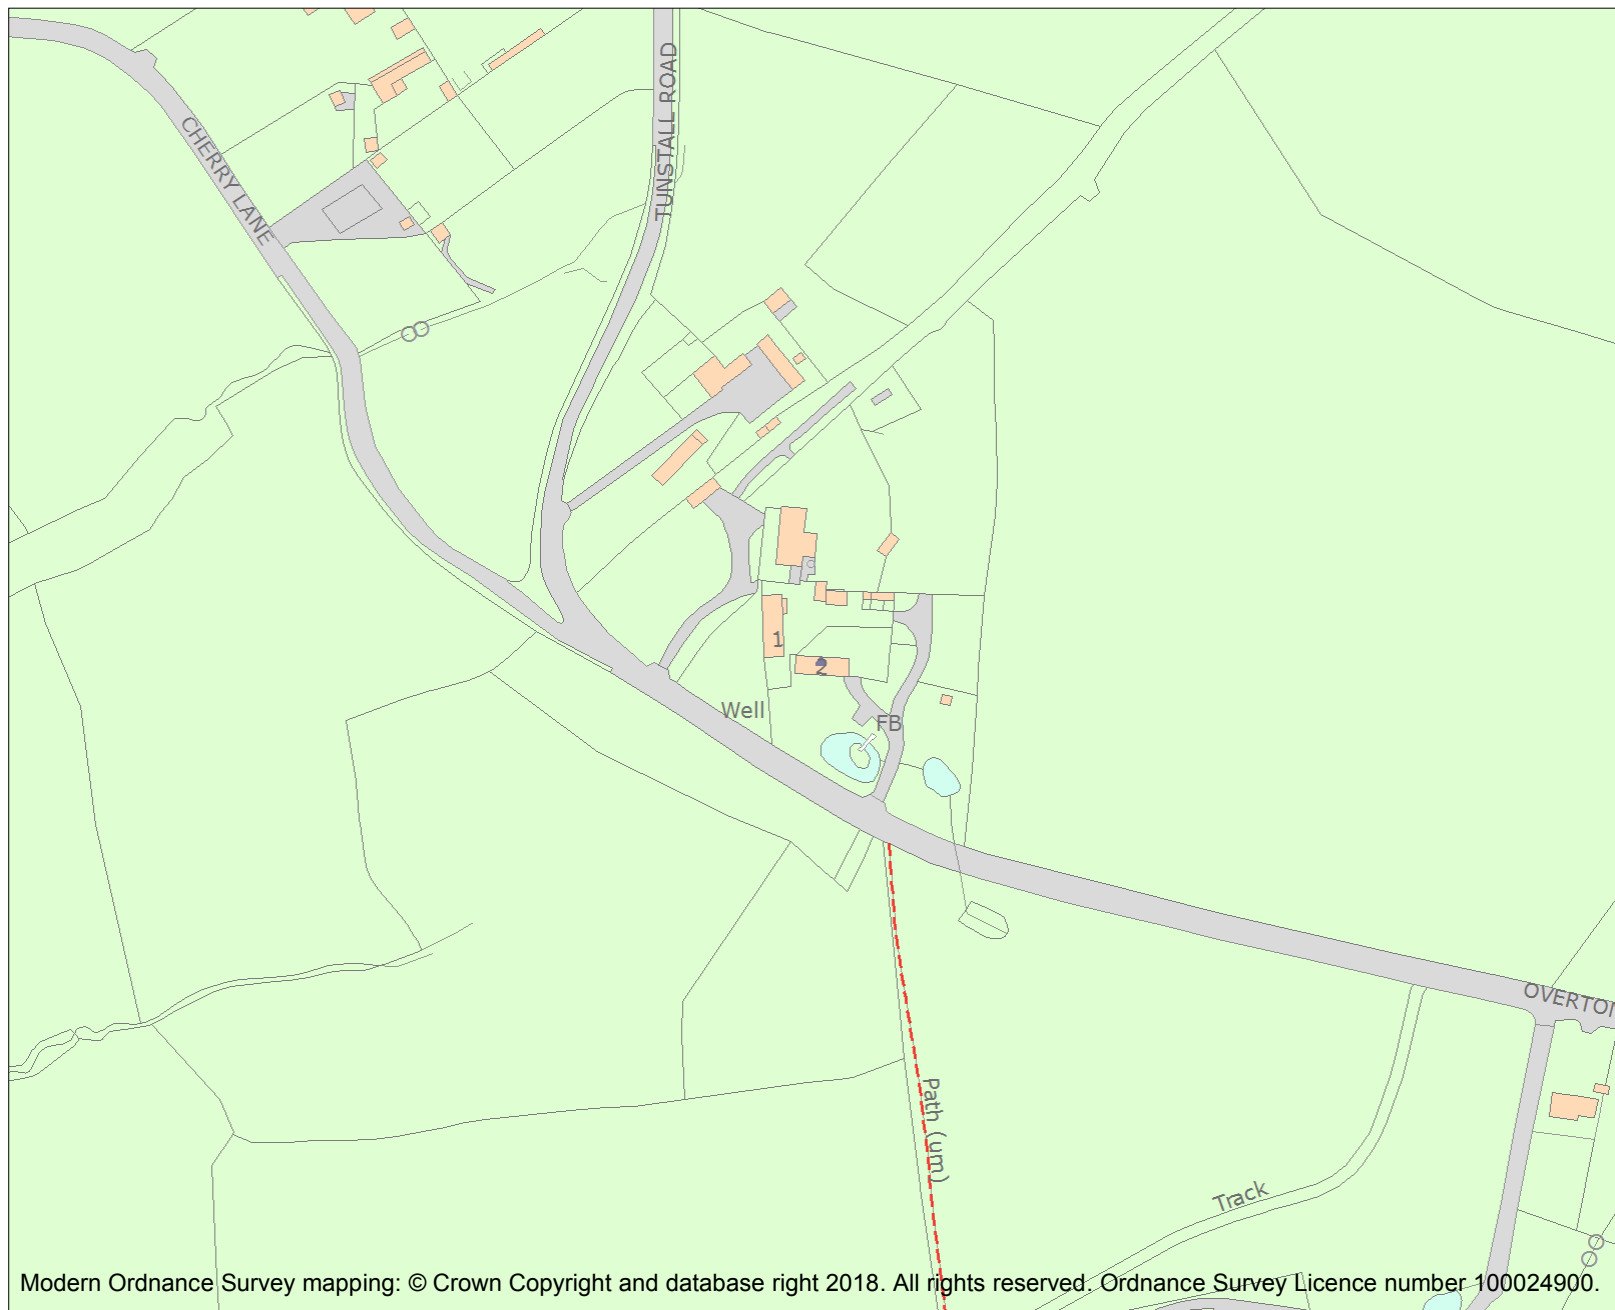 TUNSTALL ROAD
CHERRY LANE
1
2
Well
FB
OVERTON
Path (um)
Track
Modern Ordnance Survey mapping: © Crown Copyright and database right 2018. All rights reserved. Ordnance Survey Licence number 100024900.